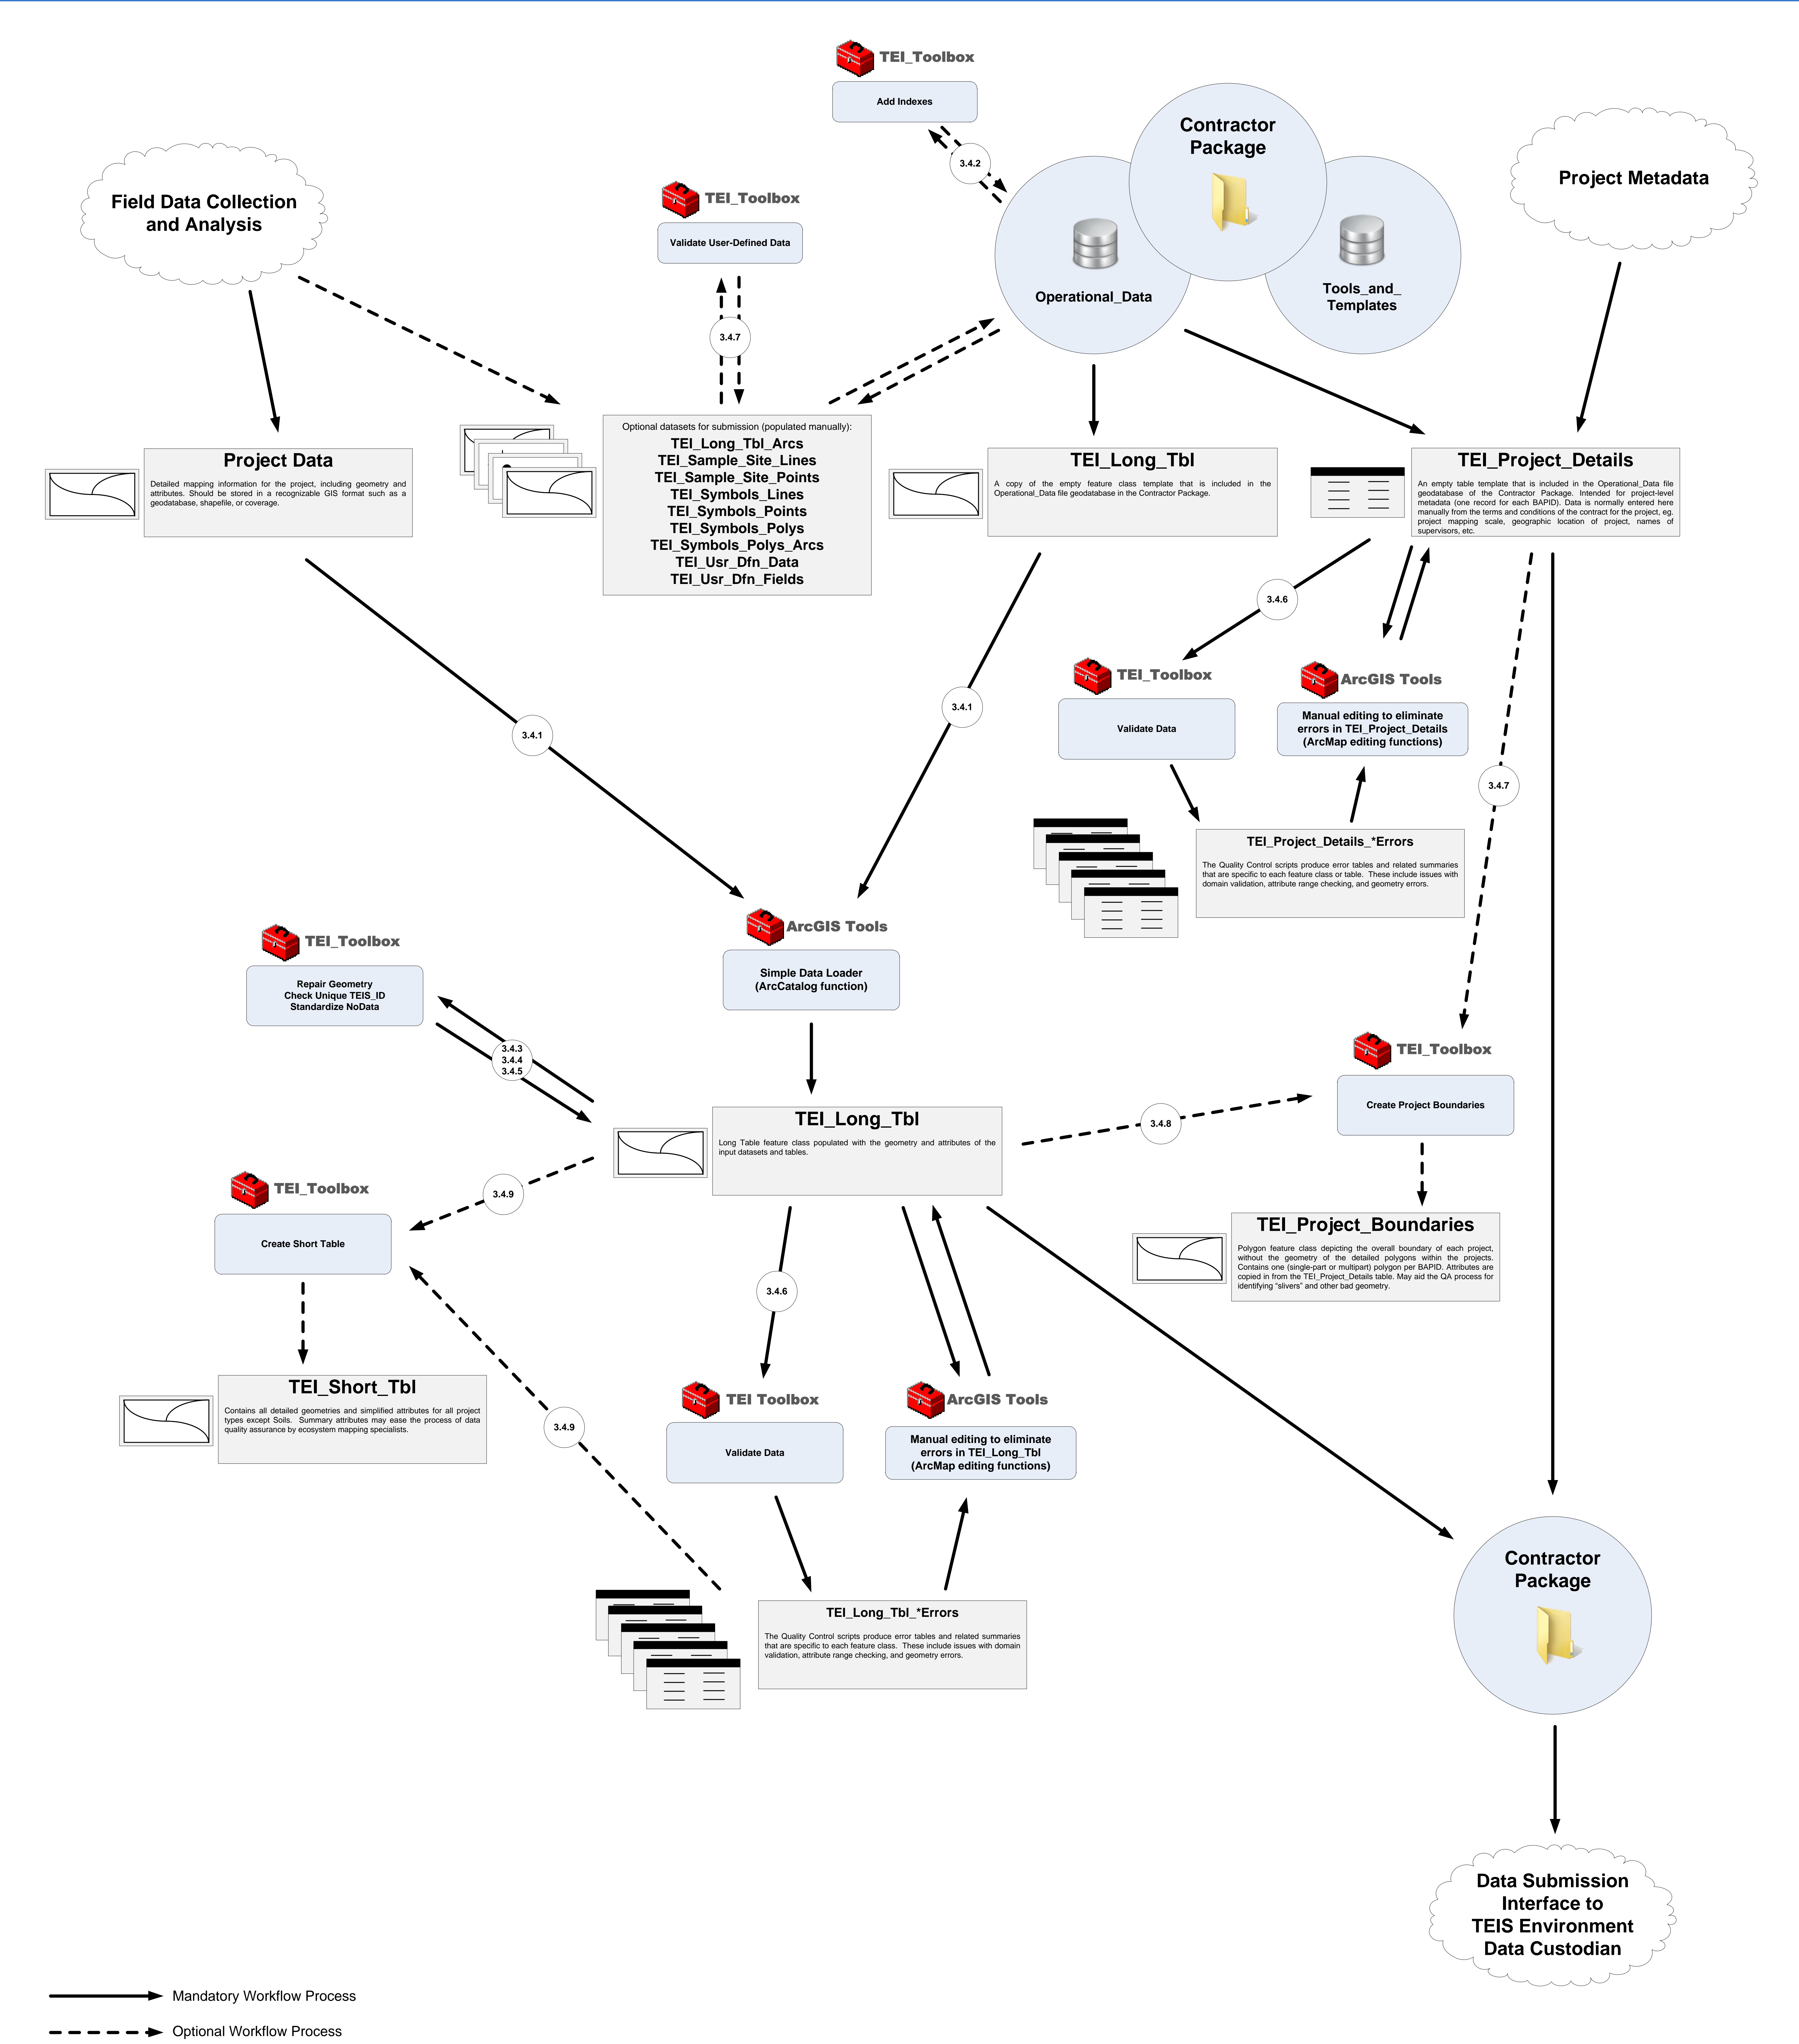 TEI_Toolbox
Add Indexes
3.4.2
Contractor
Package
Operational_Data
Tools_and_
Templates
Project Metadata
Field Data Collection
and Analysis
TEI_Toolbox
Validate User-Defined Data
3.4.7
Project Data
Detailed mapping information for the project, including geometry and
attributes. Should be stored in a recognizable GIS format such as a
geodatabase, shapefile, or coverage.
Optional datasets for submission (populated manually):
TEI_Long_Tbl_Arcs
TEI_Sample_Site_Lines
TEI_Sample_Site_Points
TEI_Symbols_Lines
TEI_Symbols_Points
TEI_Symbols_Polys
TEI_Symbols_Polys_Arcs
TEI_Usr_Dfn_Data
TEI_Usr_Dfn_Fields
TEI_Long_Tbl
A copy of the empty feature class template that is included in the
Operational_Data file geodatabase in the Contractor Package.
TEI_Project_Details
An empty table template that is included in the Operational_Data file
geodatabase of the Contractor Package. Intended for project-level
metadata (one record for each BAPID). Data is normally entered here
manually from the terms and conditions of the contract for the project, eg.
project mapping scale, geographic location of project, names of
supervisors, etc.
3.4.6
TEI_Toolbox
Validate Data
ArcGIS Tools
Manual editing to eliminate
errors in TEI_Project_Details
(ArcMap editing functions)
3.4.1
3.4.1
3.4.7
TEI_Project_Details_*Errors
The Quality Control scripts produce error tables and related summaries
that are specific to each feature class or table. These include issues with
domain validation, attribute range checking, and geometry errors.
ArcGIS Tools
Simple Data Loader
(ArcCatalog function)
TEI_Toolbox
Repair Geometry
Check Unique TEIS_ID
Standardize NoData
3.4.3
3.4.4
3.4.5
TEI_Toolbox
Create Project Boundaries
TEI_Long_Tbl
Long Table feature class populated with the geometry and attributes of the
input datasets and tables.
3.4.8
3.4.9
TEI_Toolbox
Create Short Table
TEI_Project_Boundaries
Polygon feature class depicting the overall boundary of each project,
without the geometry of the detailed polygons within the projects.
Contains one (single-part or multipart) polygon per BAPID. Attributes are
copied in from the TEI_Project_Details table. May aid the QA process for
identifying “slivers” and other bad geometry.
3.4.6
TEI_Short_Tbl
Contains all detailed geometries and simplified attributes for all project
types except Soils. Summary attributes may ease the process of data
quality assurance by ecosystem mapping specialists.
3.4.9
TEI Toolbox
Validate Data
ArcGIS Tools
Manual editing to eliminate
errors in TEI_Long_Tbl
(ArcMap editing functions)
TEI_Long_Tbl_*Errors
The Quality Control scripts produce error tables and related summaries
that are specific to each feature class. These include issues with domain
validation, attribute range checking, and geometry errors.
Contractor
Package
Data Submission
Interface to
TEIS Environment
Data Custodian
Mandatory Workflow Process
Optional Workflow Process